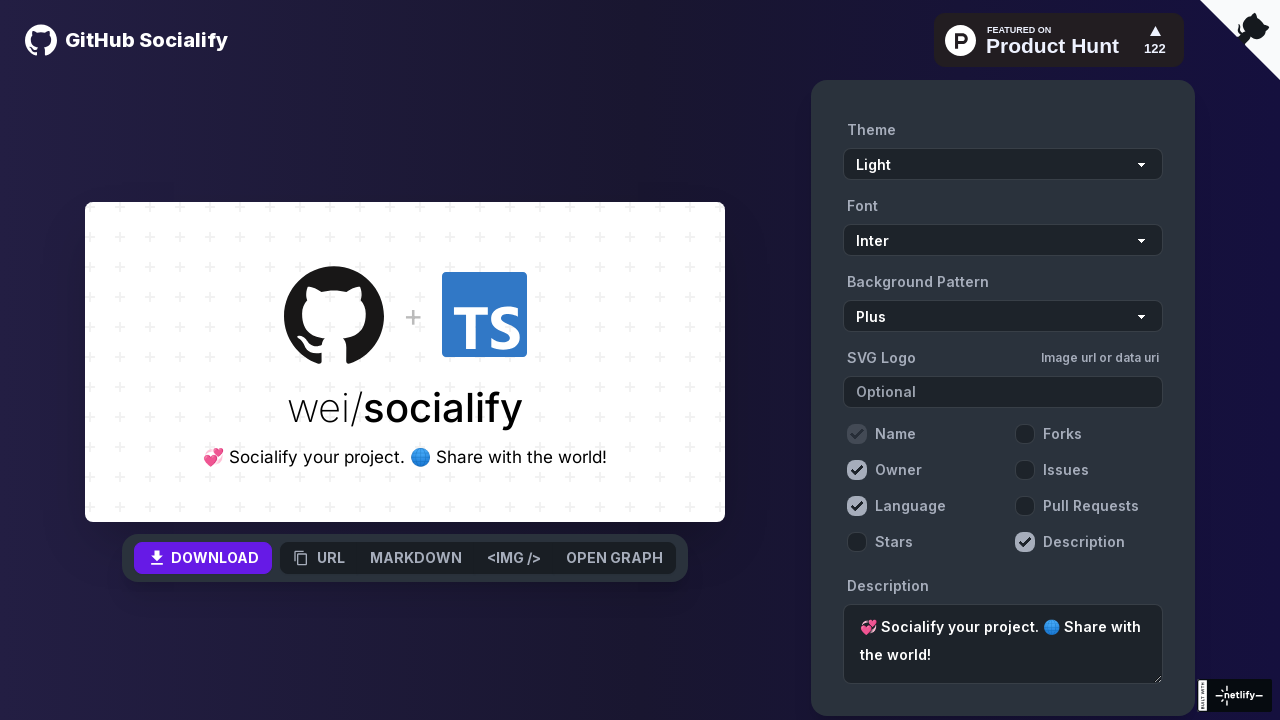 GitHub Socialify
FEATURED ON
Product Hunt
122
Theme
Light
Font
Inter
Background Pattern
Plus
SVG Logo
Image url or data uri
Optional
Name
Forks
Owner
Issues
Language
Pull Requests
Stars
Description
Description
💞 Socialify your project. 🌐 Share with
the world!
TS
wei/socialify
💞 Socialify your project. 🌐 Share with the world!
DOWNLOAD
URL
MARKDOWN
<IMG />
OPEN GRAPH
BUILT WITH
netlify